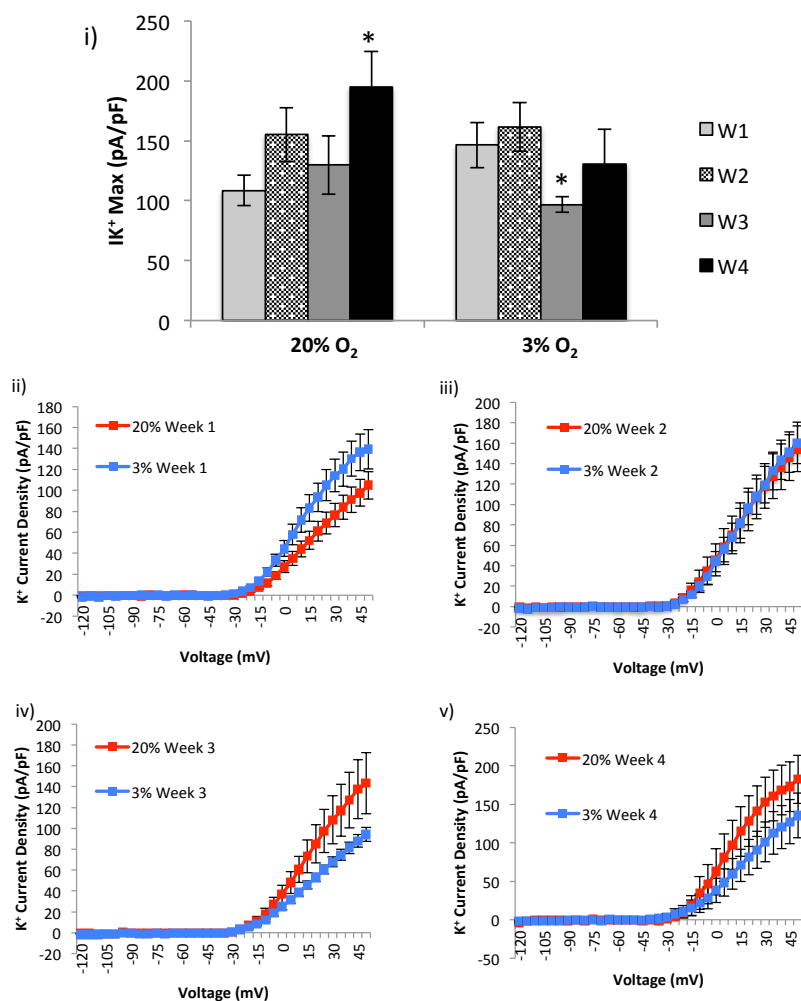 i)
IK⁺ Max (pA/pF)
250
200
150
100
50
0
*
*
20% O₂
3% O₂
W1
W2
W3
W4
ii)
K⁺ Current Density (pA/pF)
180
160
140
120
100
80
60
40
20
0
-20
20% Week 1
3% Week 1
-120 -105 -90 -75 -60 -45 -30 -15 0 15 30 45
Voltage (mV)
iii)
K⁺ Current Density (pA/pF)
200
180
160
140
120
100
80
60
40
20
0
-20
20% Week 2
3% Week 2
-120 -105 -90 -75 -60 -45 -30 -15 0 15 30 45
Voltage (mV)
iv)
K⁺ Current Density (pA/pF)
200
180
160
140
120
100
80
60
40
20
0
-20
20% Week 3
3% Week 3
-120 -105 -90 -75 -60 -45 -30 -15 0 15 30 45
Voltage (mV)
v)
K⁺ Current Density (pA/pF)
250
200
150
100
50
0
-50
20% Week 4
3% Week 4
-120 -105 -90 -75 -60 -45 -30 -15 0 15 30 45
Voltage (mV)